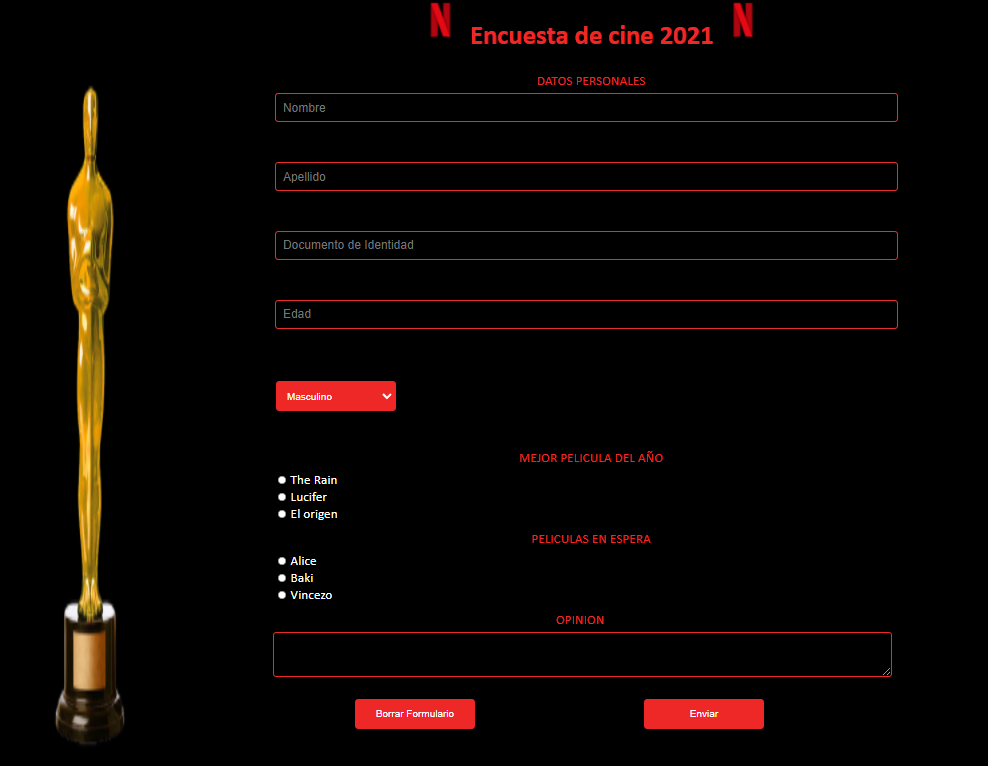 N Encuesta de cine 2021 N
DATOS PERSONALES
Nombre
Apellido
Documento de Identidad
Edad
Masculino
MEJOR PELICULA DEL AÑO
The Rain
Lucifer
El origen
PELICULAS EN ESPERA
Alice
Baki
Vincezo
OPINION
Borrar Formulario
Enviar